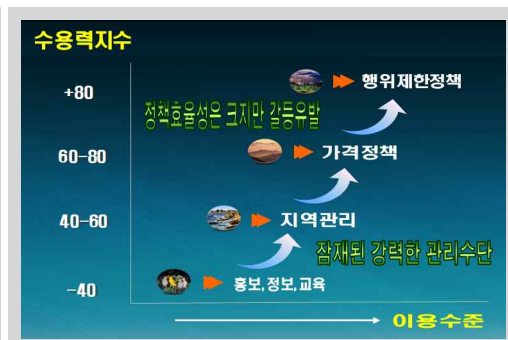 수용력지수
+80
행위제한정책
정책효율성은 크지만 갈등유발
60-80
가격정책
40-60
지역관리
잠재된 강력한 관리수단
-40
홍보,정보,교육
이용수준